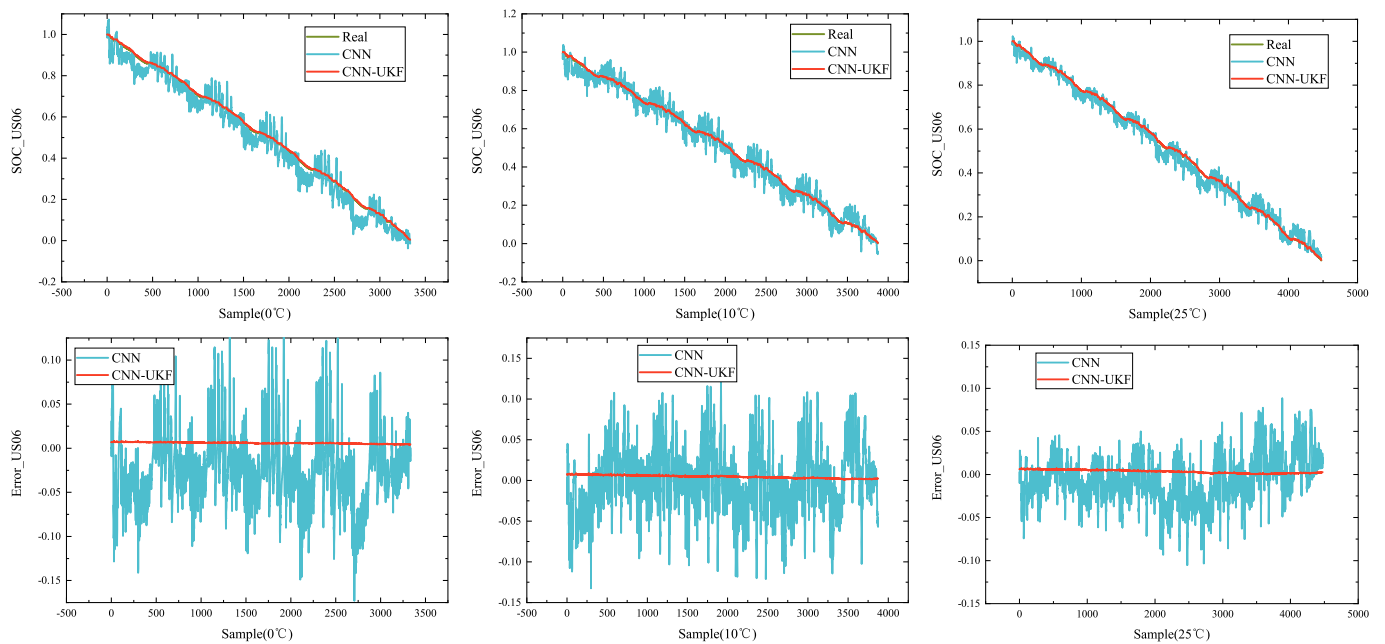 SOC_US06
1.0
0.8
0.6
0.4
0.2
0.0
-0.2
-500 0 500 1000 1500 2000 2500 3000 3500
Sample(0℃)
Real
CNN
CNN-UKF
SOC_US06
1.2
1.0
0.8
0.6
0.4
0.2
0.0
-0.2
-500 0 500 1000 1500 2000 2500 3000 3500 4000
Sample(10℃)
Real
CNN
CNN-UKF
SOC_US06
1.0
0.8
0.6
0.4
0.2
0.0
0 1000 2000 3000 4000 5000
Sample(25℃)
Real
CNN
CNN-UKF
Error_US06
0.10
0.05
0.00
-0.05
-0.10
-0.15
-500 0 500 1000 1500 2000 2500 3000 3500
Sample(0℃)
CNN
CNN-UKF
Error_US06
0.15
0.10
0.05
0.00
-0.05
-0.10
-0.15
-500 0 500 1000 1500 2000 2500 3000 3500 4000
Sample(10℃)
CNN
CNN-UKF
Error_US06
0.15
0.10
0.05
0.00
-0.05
-0.10
-0.15
0 1000 2000 3000 4000 5000
Sample(25℃)
CNN
CNN-UKF